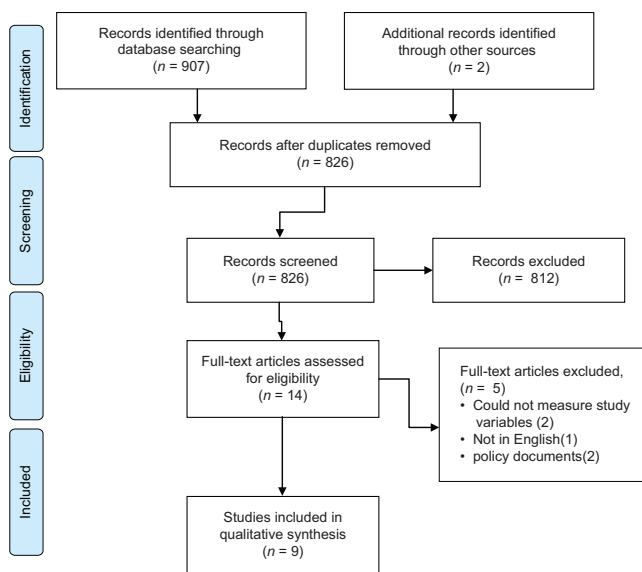 Identification
Records identified through
database searching
(n = 907)
Additional records identified
through other sources
(n = 2)
Records after duplicates removed
(n = 826)
Screening
Records screened
(n = 826)
Records excluded
(n = 812)
Eligibility
Full-text articles assessed
for eligibility
(n = 14)
Full-text articles excluded,
(n = 5)
• Could not measure study
variables (2)
• Not in English(1)
• policy documents(2)
Included
Studies included in
qualitative synthesis
(n = 9)